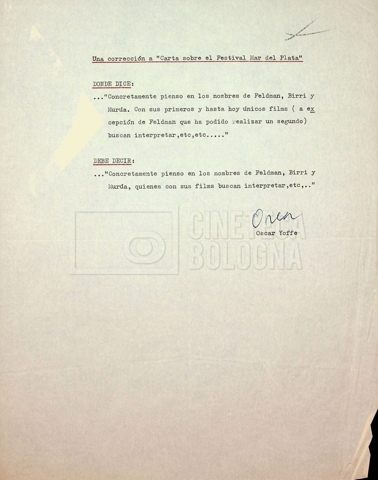 Una corrección a "Carta sobre el Festival Mar del Plata"
DONDE DICE:
..."Concretamente pienso en los nombres de Feldman, Birri y
Murda. Con sus primeros y hasta hoy únicos films ( a ex
cepción de Feldman que ha podido realizar un segundo)
buscan interpretar,etc,etc....."
DEBE DECIR:
..."Concretamente pienso en los nombres de Feldman, Birri y
Murda, quienes con sus films buscan interpretar,etc,.."
Oscar
Oscar Yoffe
CINETECA
BOLOGNA